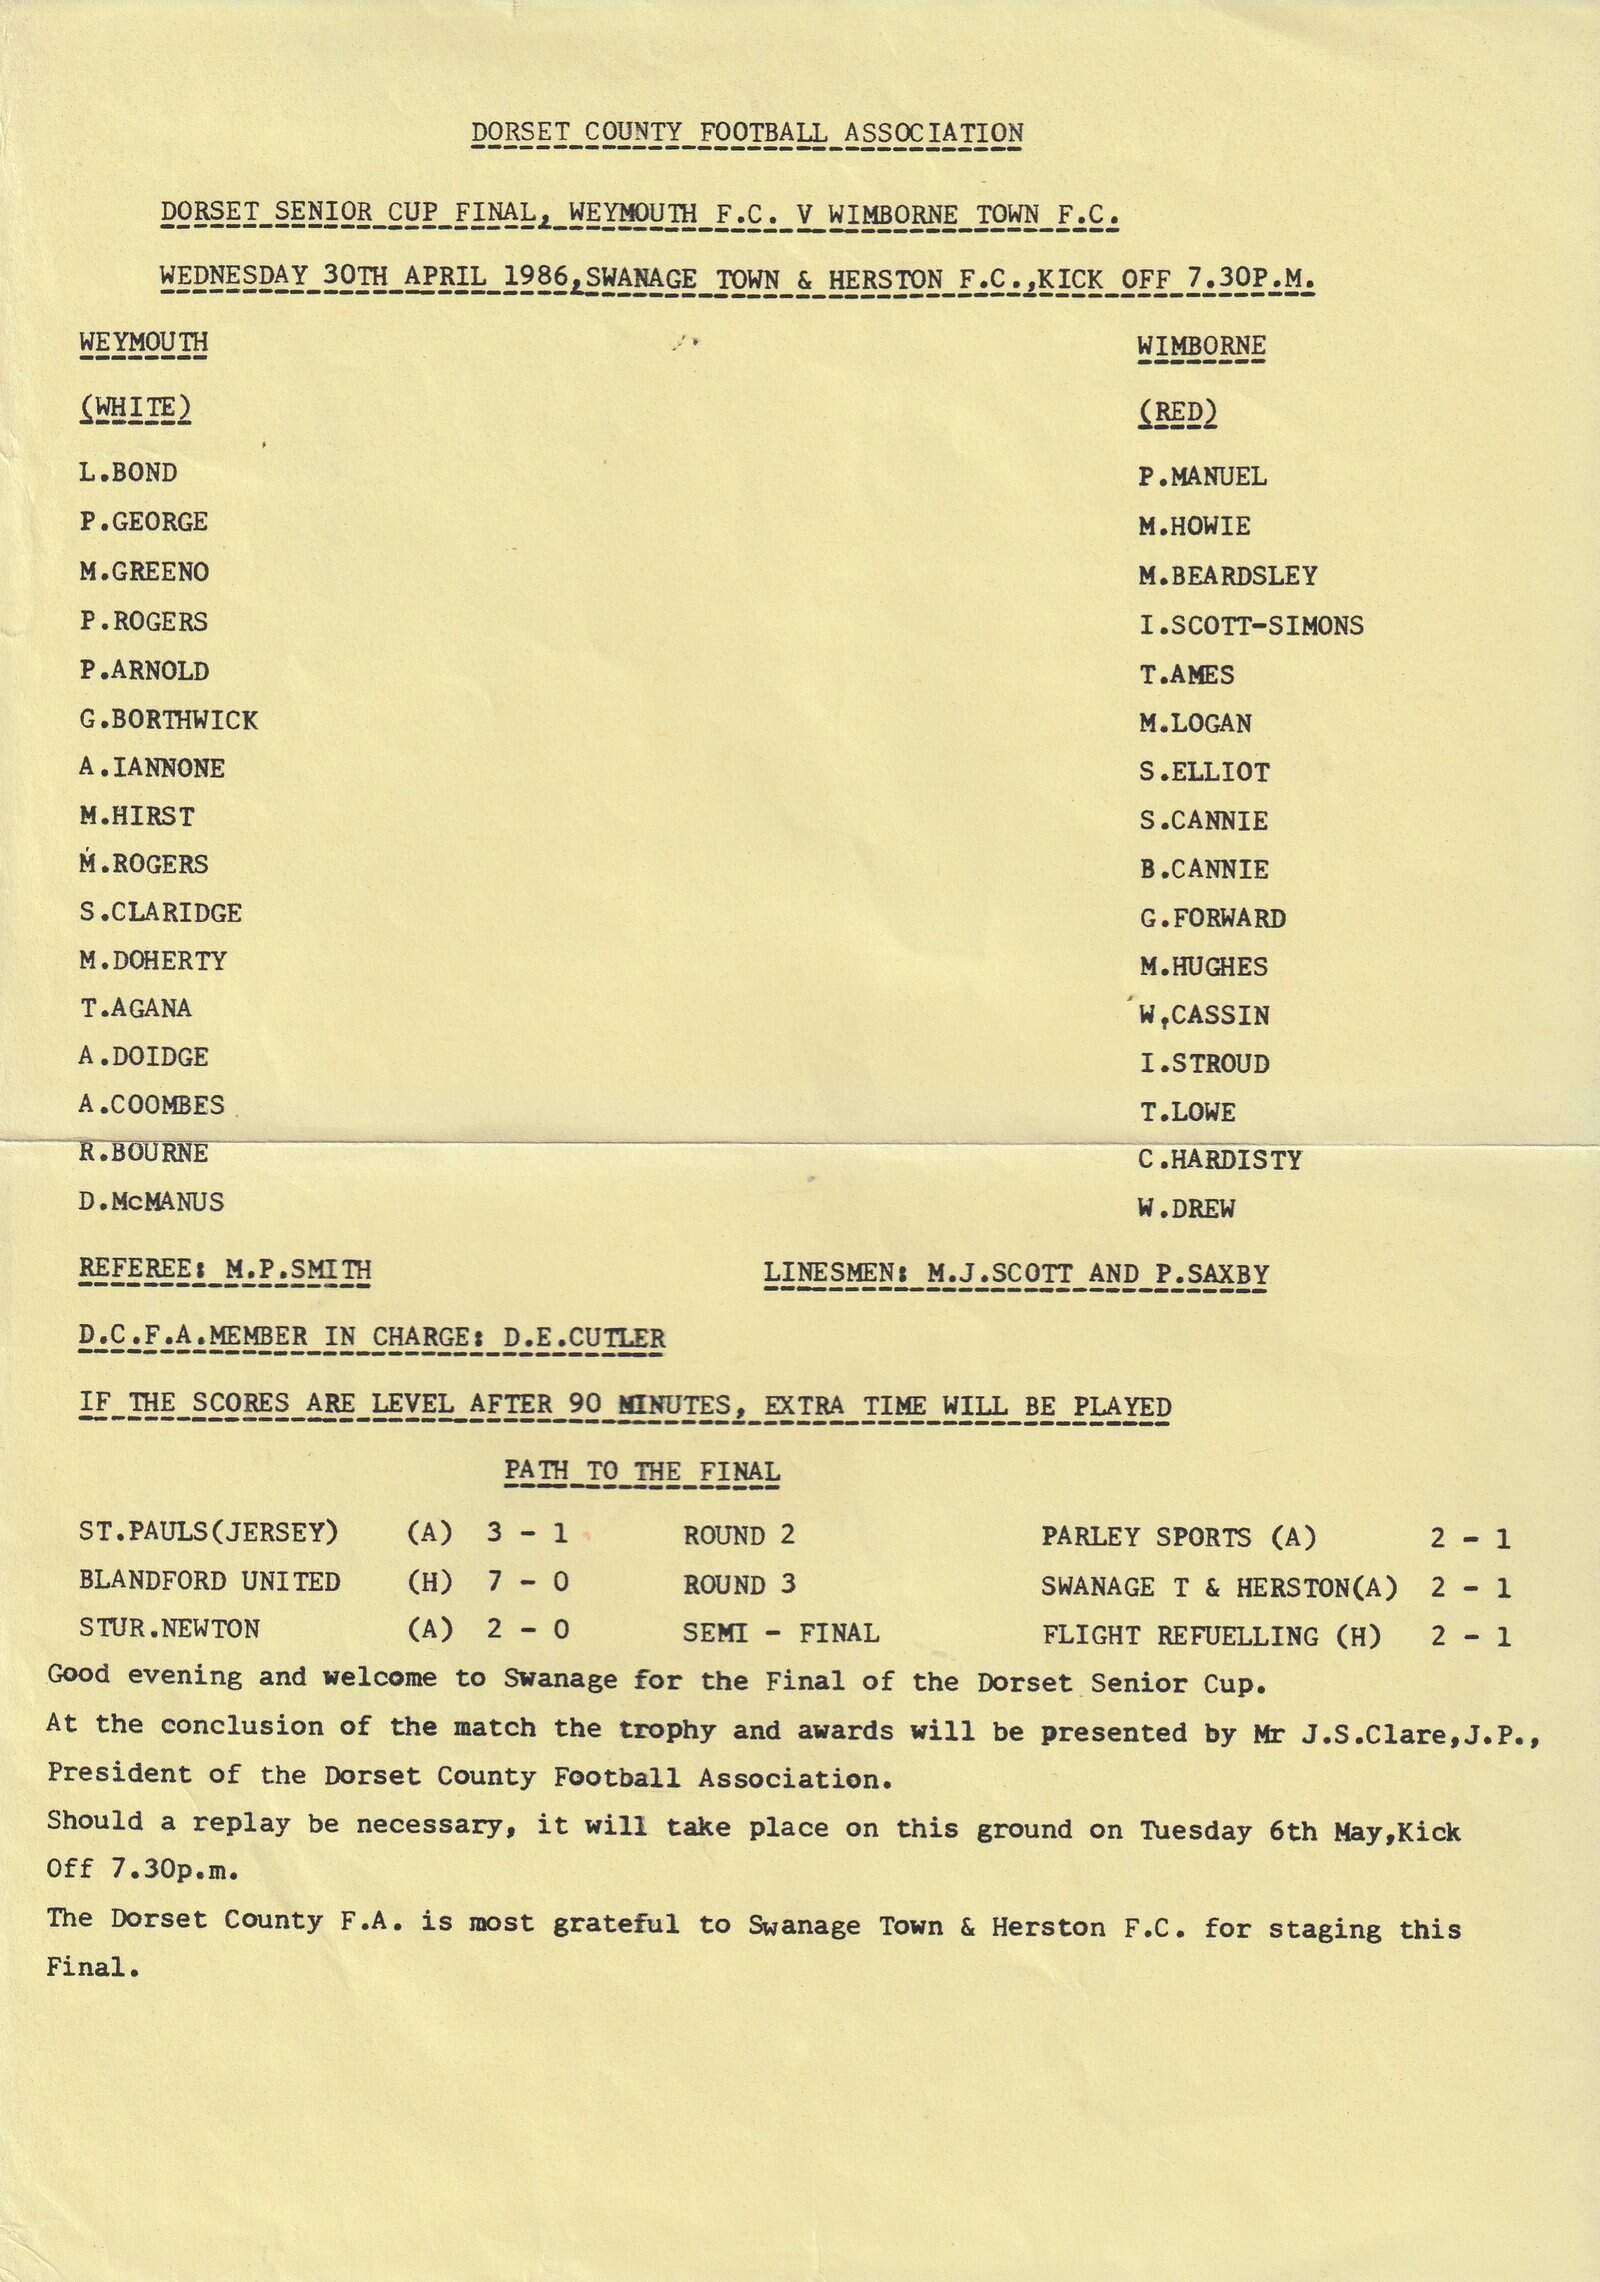 DORSET COUNTY FOOTBALL ASSOCIATION
DORSET SENIOR CUP FINAL, WEYMOUTH F.C. V WIMBORNE TOWN F.C.
WEDNESDAY 30TH APRIL 1986,SWANAGE TOWN & HERSTON F.C.,KICK OFF 7.30P.M.
WEYMOUTH WIMBORNE
(WHITE) (RED)
L.BOND P.MANUEL
P.GEORGE M.HOWIE
M.GREENO M.BEARDSLEY
P.ROGERS I.SCOTT-SIMONS
P.ARNOLD T.AMES
G.BORTHWICK M.LOGAN
A.IANNONE S.ELLIOT
M.HIRST S.CANNIE
M.ROGERS B.CANNIE
S.CLARIDGE G.FORWARD
M.DOHERTY M.HUGHES
T.AGANA W,CASSIN
A.DOIDGE I.STROUD
A.COOMBES T.LOWE
R.BOURNE C.HARDISTY
D.McMANUS W.DREW
REFEREE: M.P.SMITH LINESMEN: M.J.SCOTT AND P.SAXBY
D.C.F.A.MEMBER IN CHARGE: D.E.CUTLER
IF THE SCORES ARE LEVEL AFTER 90 MINUTES, EXTRA TIME WILL BE PLAYED
PATH TO THE FINAL
ST.PAULS(JERSEY) (A) 3 - 1 ROUND 2 PARLEY SPORTS (A) 2 - 1
BLANDFORD UNITED (H) 7 - 0 ROUND 3 SWANAGE T & HERSTON(A) 2 - 1
STUR.NEWTON (A) 2 - 0 SEMI - FINAL FLIGHT REFUELLING (H) 2 - 1
Good evening and welcome to Swanage for the Final of the Dorset Senior Cup.
At the conclusion of the match the trophy and awards will be presented by Mr J.S.Clare,J.P.,
President of the Dorset County Football Association.
Should a replay be necessary, it will take place on this ground on Tuesday 6th May,Kick
Off 7.30p.m.
The Dorset County F.A. is most grateful to Swanage Town & Herston F.C. for staging this
Final.